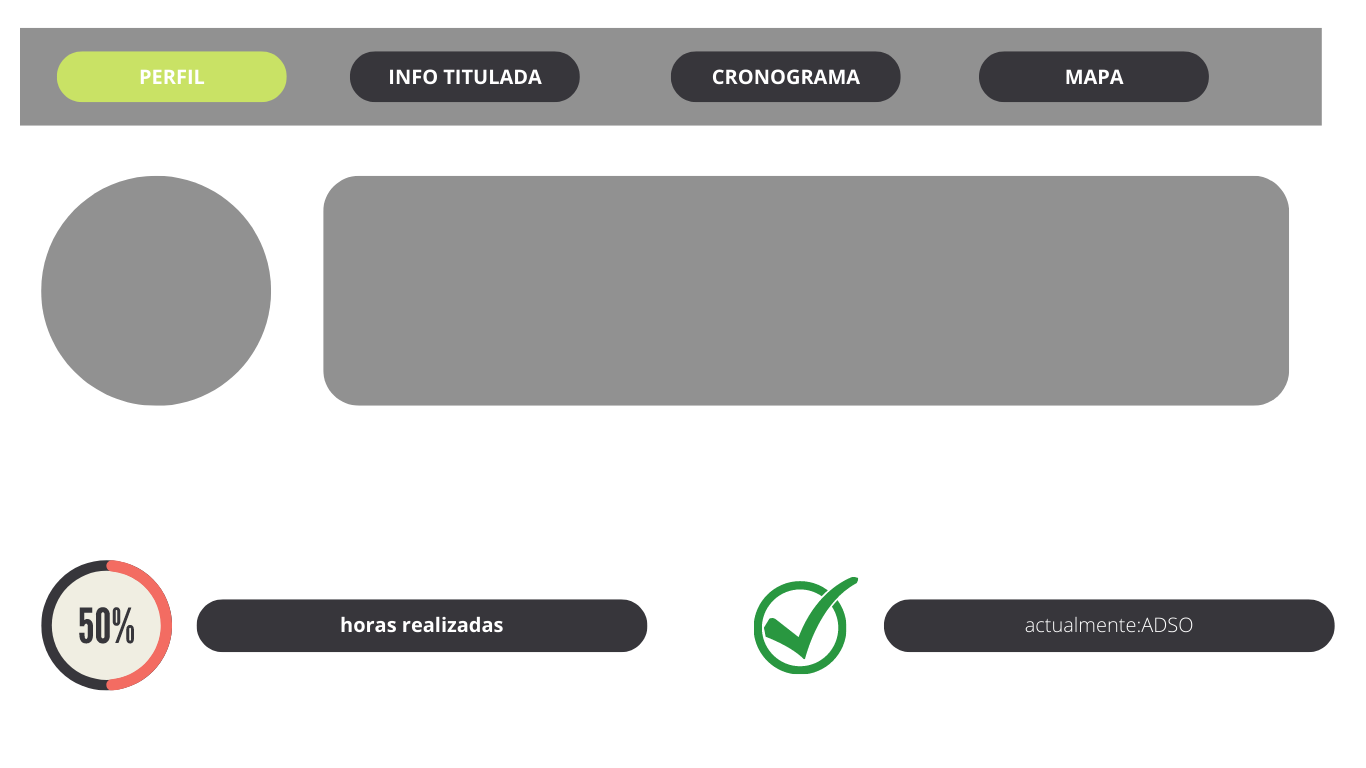 PERFIL
INFO TITULADA
CRONOGRAMA
MAPA
50%
horas realizadas
actualmente:ADSO